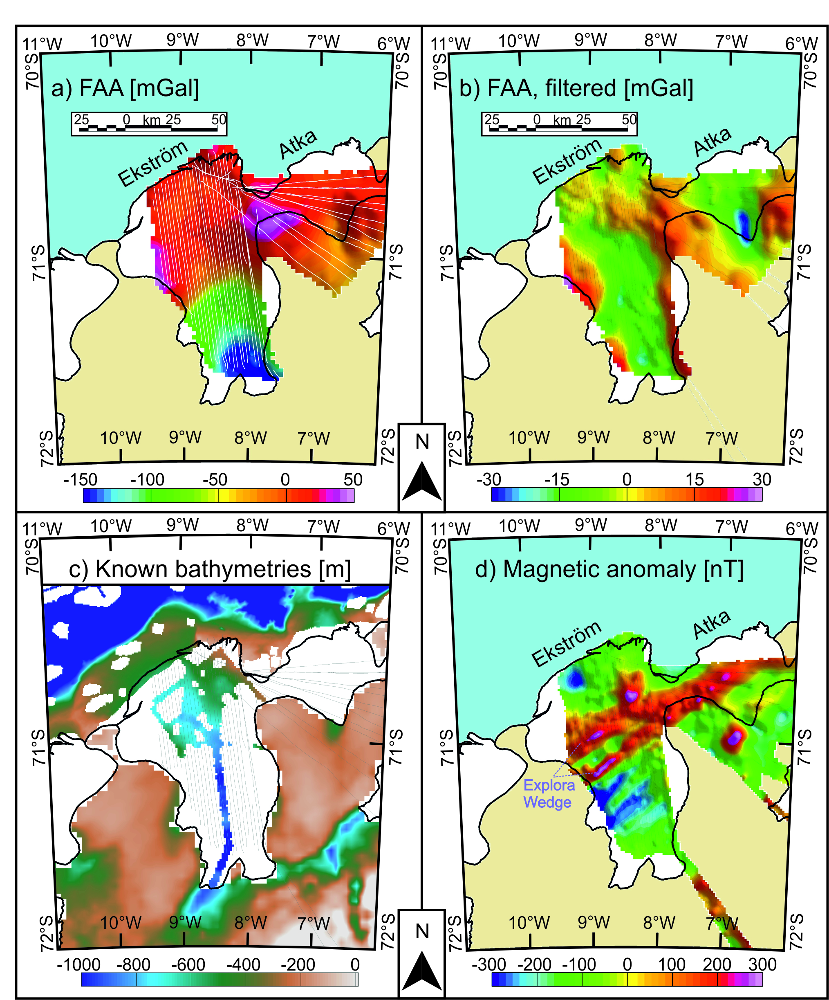 11°W 10°W 9°W 8°W 7°W 6°W
70°S 70°S
a) FAA [mGal]
25 0 km 25 50
Ekström Atka
71°S 71°S
10°W 9°W 8°W 7°W
72°S 72°S
-150 -100 -50 0 50
11°W 10°W 9°W 8°W 7°W 6°W
70°S 70°S
b) FAA, filtered [mGal]
25 0 km 25 50
Ekström Atka
71°S 71°S
10°W 9°W 8°W 7°W
72°S 72°S
-30 -15 0 15 30
N
11°W 10°W 9°W 8°W 7°W 6°W
70°S 70°S
c) Known bathymetries [m]
71°S 71°S
10°W 9°W 8°W 7°W
72°S 72°S
-1000 -800 -600 -400 -200 0
11°W 10°W 9°W 8°W 7°W 6°W
70°S 70°S
d) Magnetic anomaly [nT]
Ekström Atka
71°S 71°S
Explora
Wedge
10°W 9°W 8°W 7°W
72°S 72°S
-300 -200 -100 0 100 200 300
N